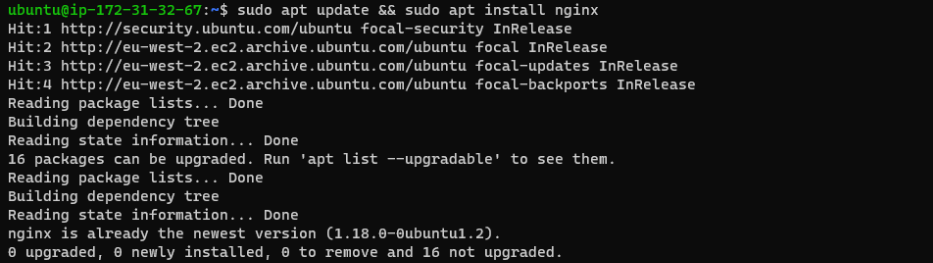 ubuntu@ip-172-31-32-67:~$ sudo apt update && sudo apt install nginx
Hit:1 http://security.ubuntu.com/ubuntu focal-security InRelease
Hit:2 http://eu-west-2.ec2.archive.ubuntu.com/ubuntu focal InRelease
Hit:3 http://eu-west-2.ec2.archive.ubuntu.com/ubuntu focal-updates InRelease
Hit:4 http://eu-west-2.ec2.archive.ubuntu.com/ubuntu focal-backports InRelease
Reading package lists... Done
Building dependency tree
Reading state information... Done
16 packages can be upgraded. Run 'apt list --upgradable' to see them.
Reading package lists... Done
Building dependency tree
Reading state information... Done
nginx is already the newest version (1.18.0-0ubuntu1.2).
0 upgraded, 0 newly installed, 0 to remove and 16 not upgraded.